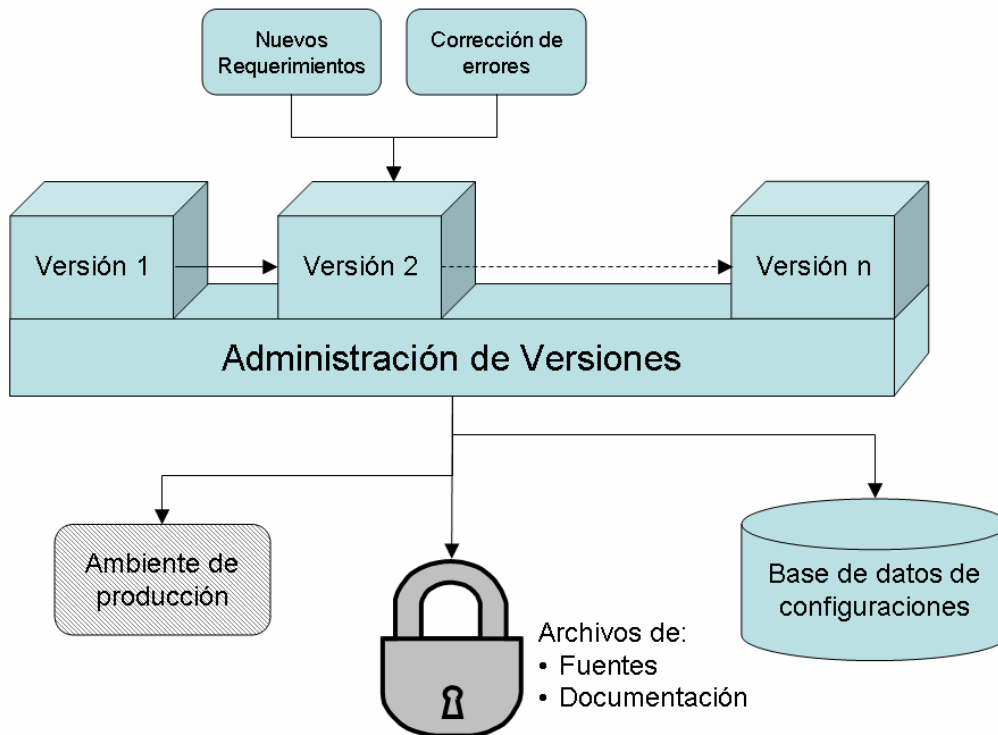 Nuevos
Requerimientos
Corrección de
errores
Versión 1
Versión 2
Versión n
Administración de Versiones
Ambiente de
producción
Archivos de:
• Fuentes
• Documentación
Base de datos de
configuraciones